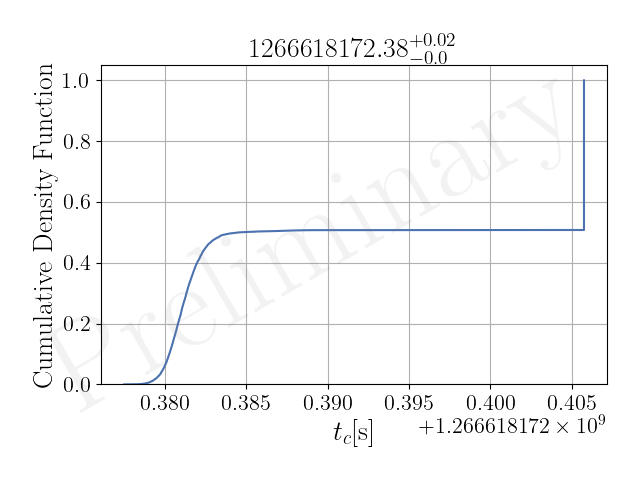 1266618172.38^{+0.02}_{-0.0}
Cumulative Density Function
1.0
0.8
0.6
0.4
0.2
0.0
Preliminary
0.380 0.385 0.390 0.395 0.400 0.405
+1.266618172 × 10^9
t_c[s]